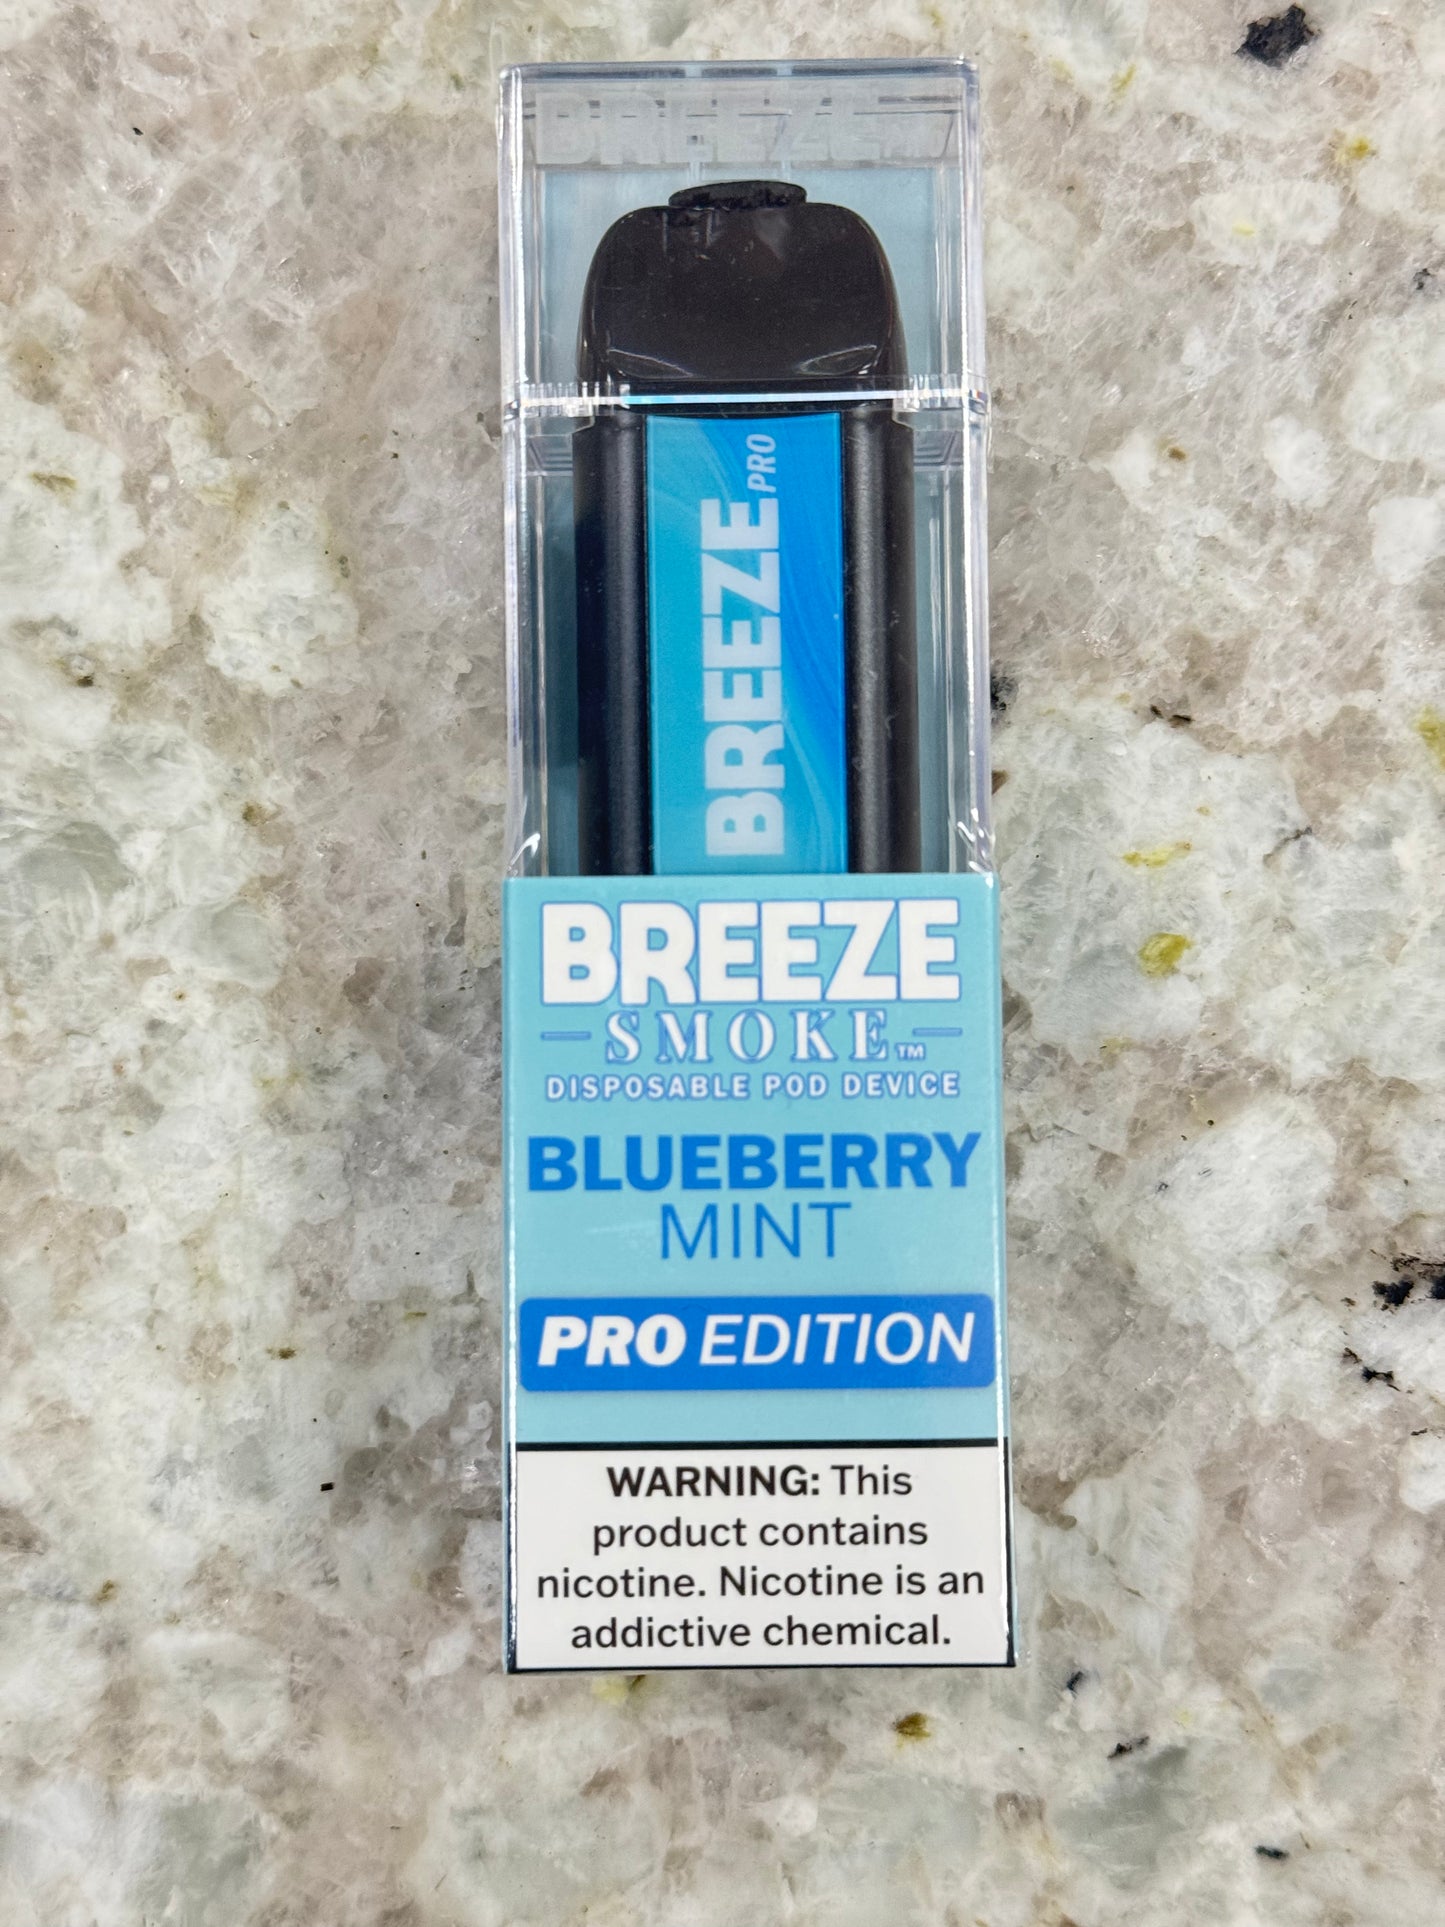 BREEZE
BREEZE PRO
BREEZE
SMOKE™
DISPOSABLE POD DEVICE
BLUEBERRY
MINT
PRO EDITION
WARNING: This
product contains
nicotine. Nicotine is an
addictive chemical.